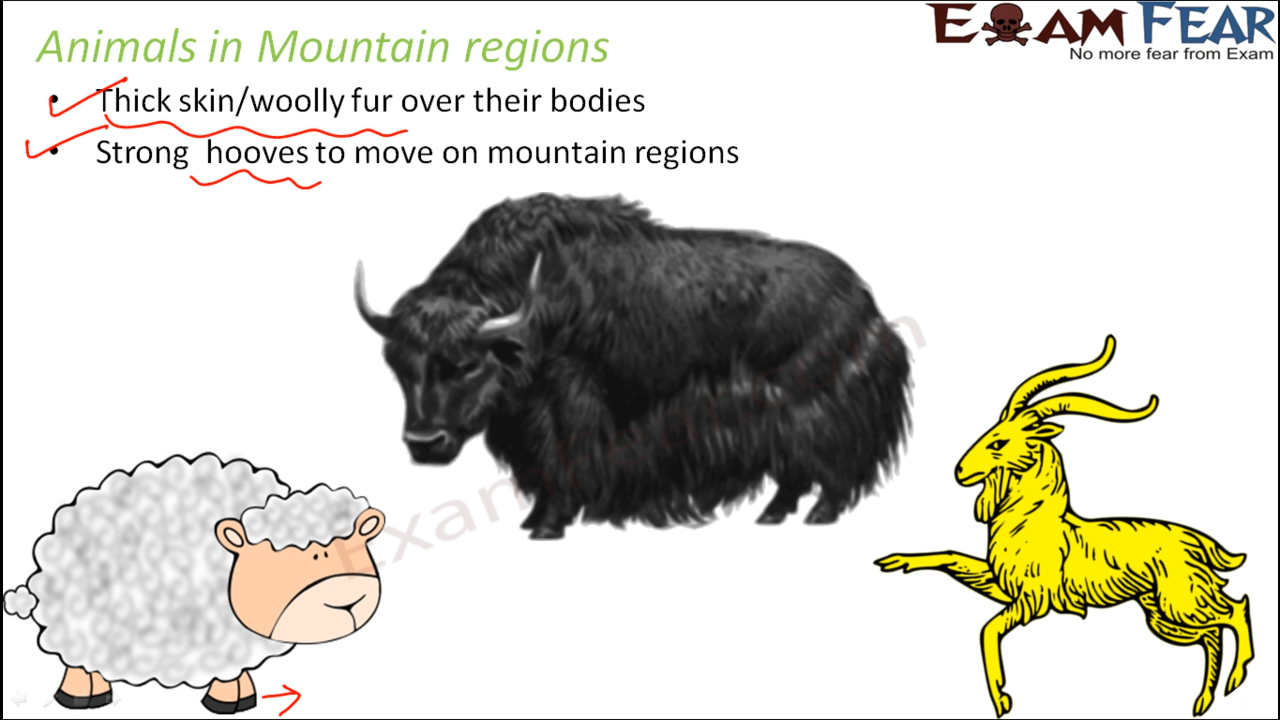 Animals in Mountain regions
EXAM FEAR
No more fear from Exam
• Thick skin/woolly fur over their bodies
• Strong hooves to move on mountain regions